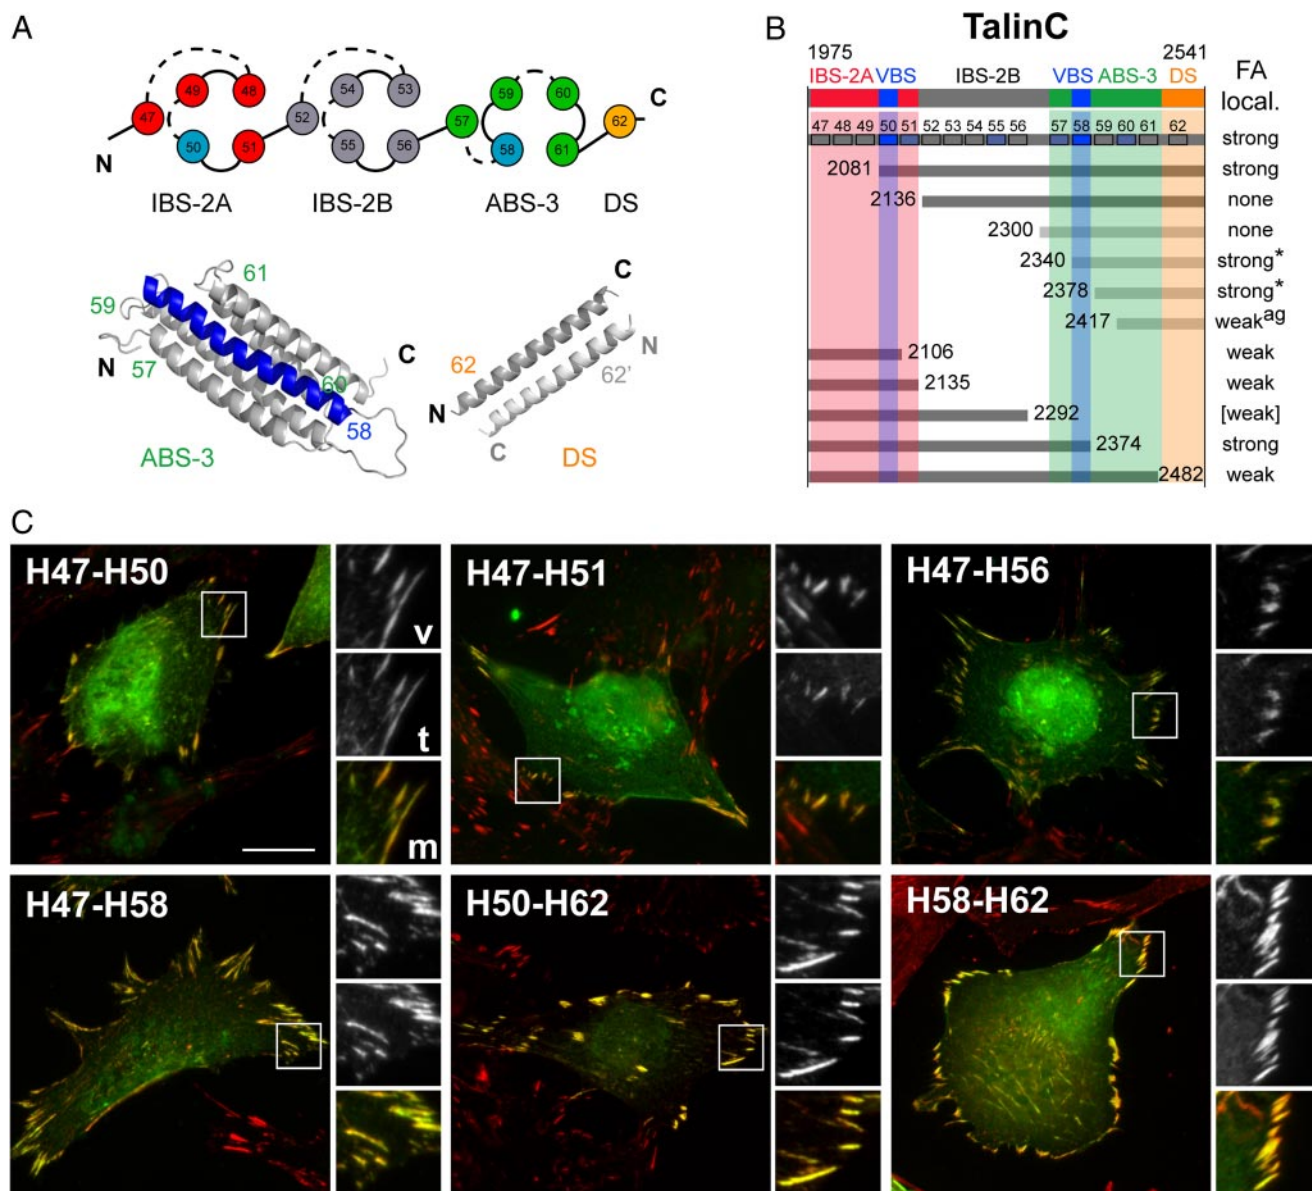 A
49 48
47
50 51
N
54 53
52
55 56
59 60
57
58 61
62
C
IBS-2A IBS-2B ABS-3 DS
61
59
N
57
C
60
58
ABS-3
C
62
N
N
62'
C
DS
B
TalinC
1975 2541
IBS-2A VBS IBS-2B VBS ABS-3 DS
FA
local.
47 48 49 50 51 52 53 54 55 56 57 58 59 60 61 62
strong
2081 strong
2136 none
2300 none
2340 strong*
2378 strong*
2417 weak^ag
2106 weak
2135 weak
2292 [weak]
2374 strong
2482 weak
C
H47-H50
v
t
m
H47-H51
H47-H56
H47-H58
H50-H62
H58-H62